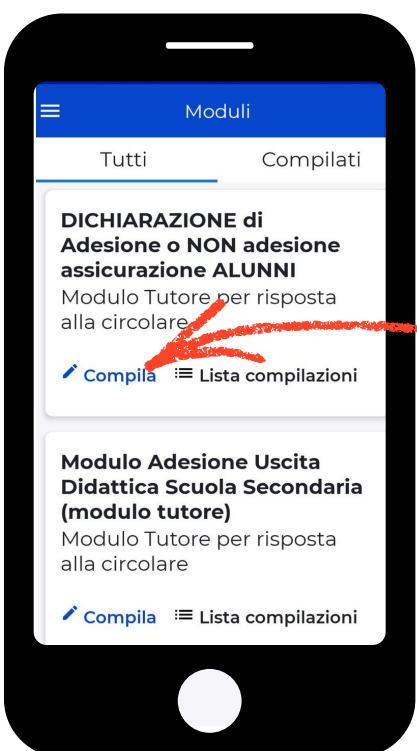 Moduli
Tutti Compilati
DICHIARAZIONE di
Adesione o NON adesione
assicurazione ALUNNI
Modulo Tutore per risposta
alla circolare
Compila Lista compilazioni
Modulo Adesione Uscita
Didattica Scuola Secondaria
(modulo tutore)
Modulo Tutore per risposta
alla circolare
Compila Lista compilazioni